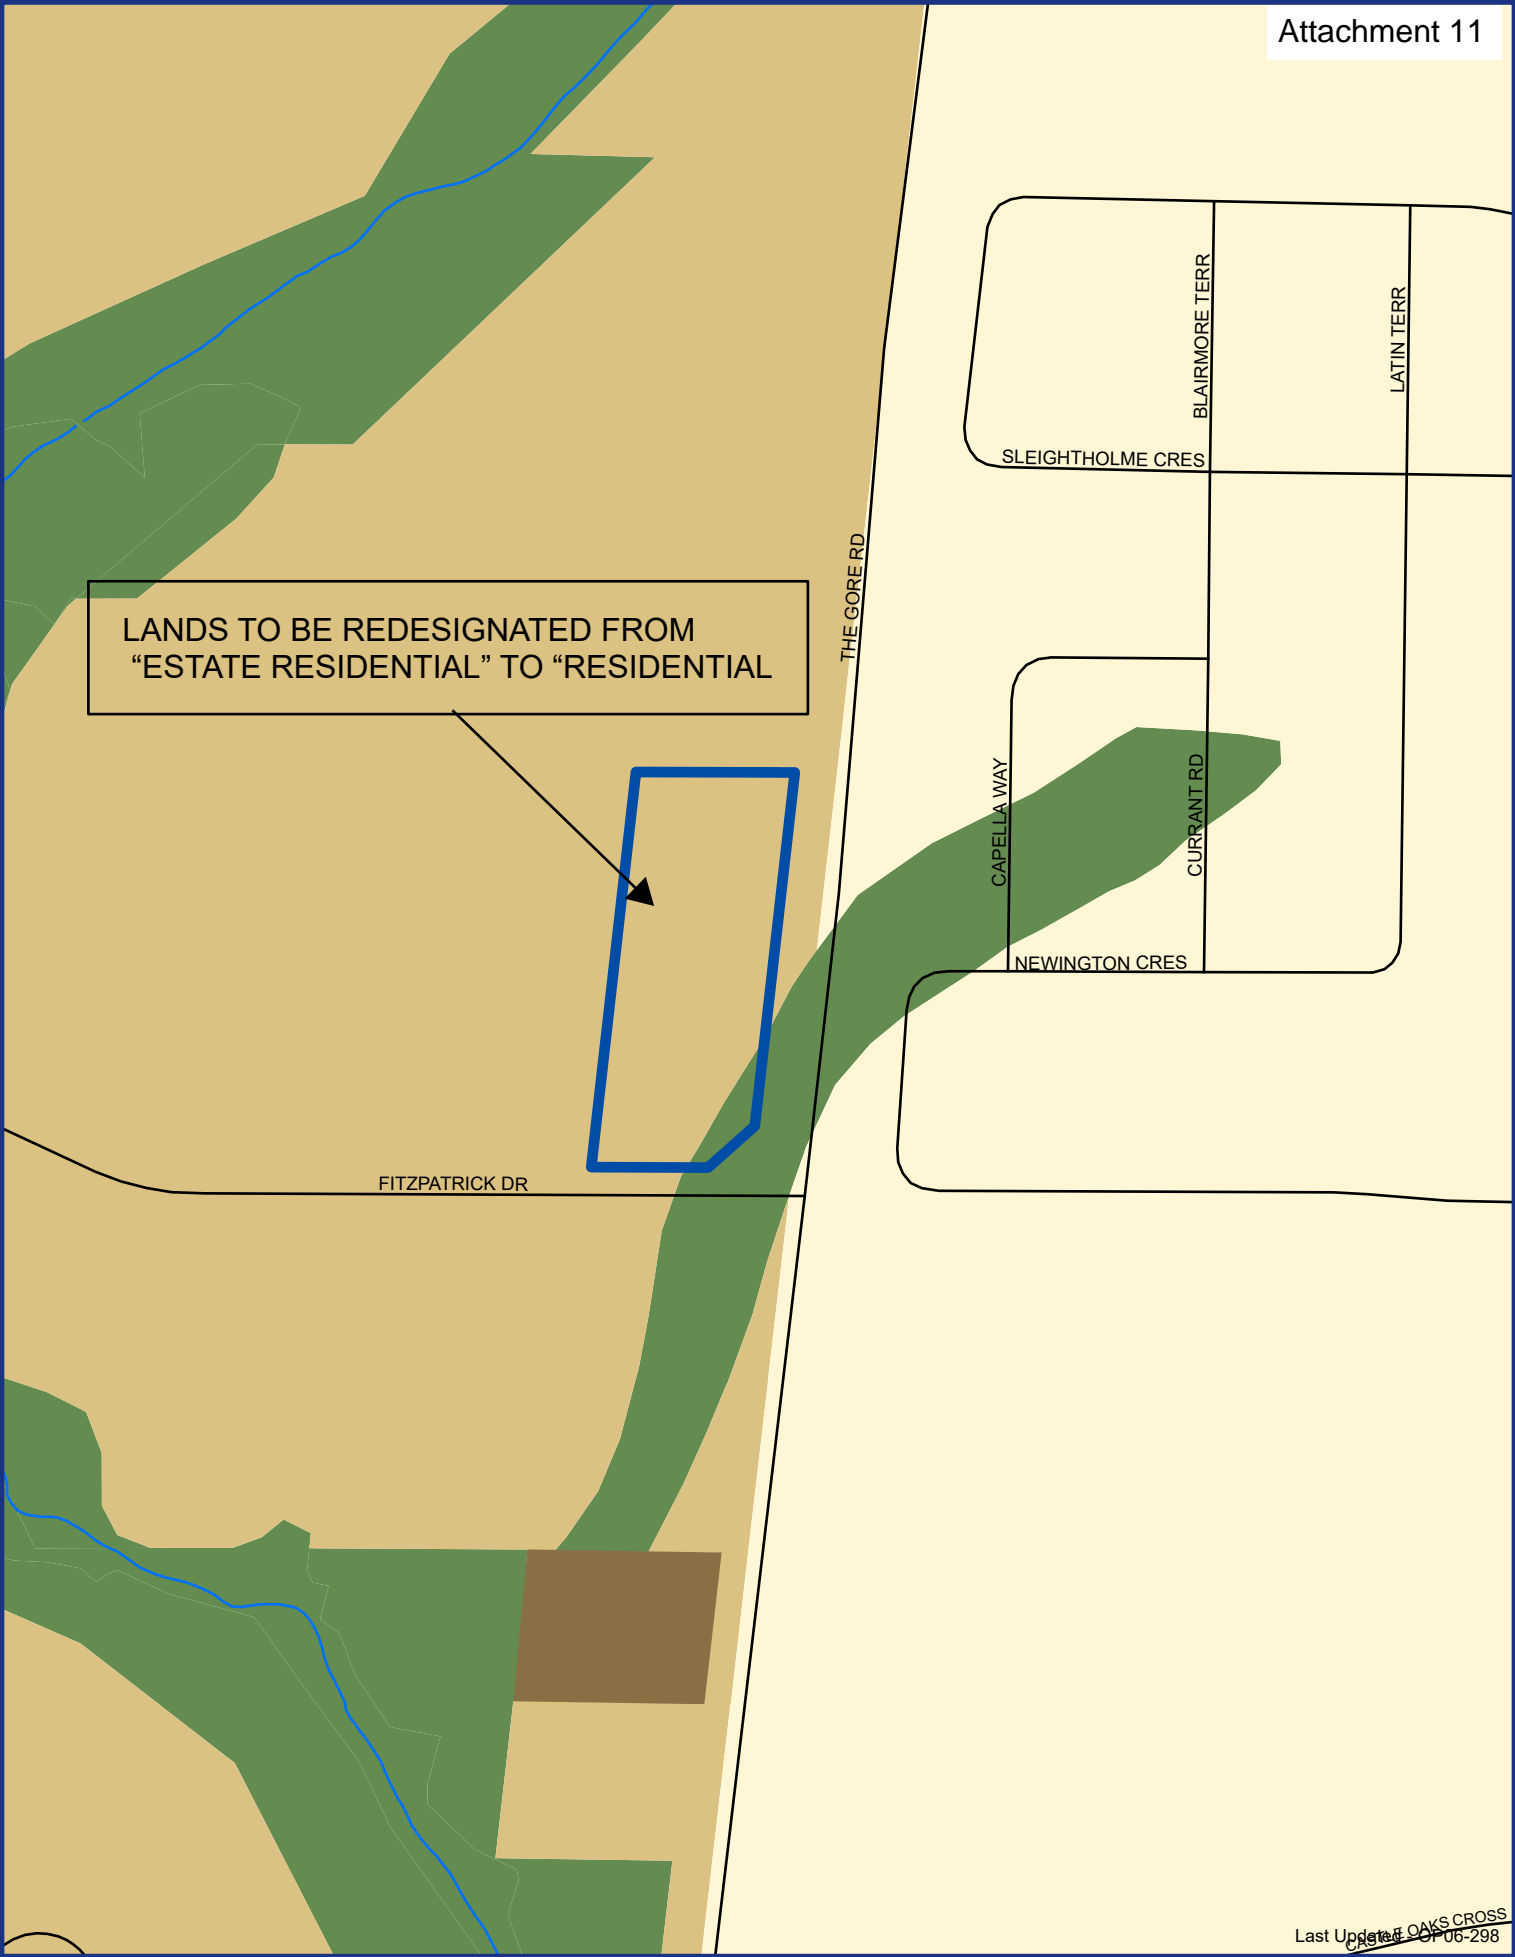 Attachment 11
BLAIRMORE TERR
LATIN TERR
SLEIGHTHOLME CRES
THE GORE RD
LANDS TO BE REDESIGNATED FROM
“ESTATE RESIDENTIAL” TO “RESIDENTIAL
CAPELLA WAY
CURRANT RD
NEWINGTON CRES
FITZPATRICK DR
CASTLE OAKS CROSS
Last Updated - OP06-298